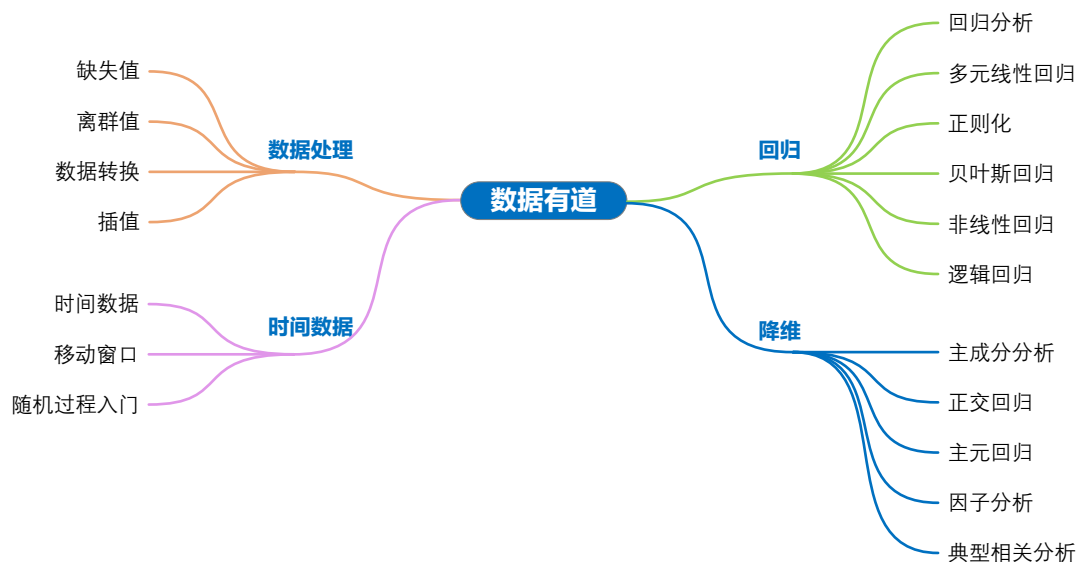 数据有道
数据处理
缺失值
离群值
数据转换
插值
时间数据
时间数据
移动窗口
随机过程入门
回归
回归分析
多元线性回归
正则化
贝叶斯回归
非线性回归
逻辑回归
降维
主成分分析
正交回归
主元回归
因子分析
典型相关分析